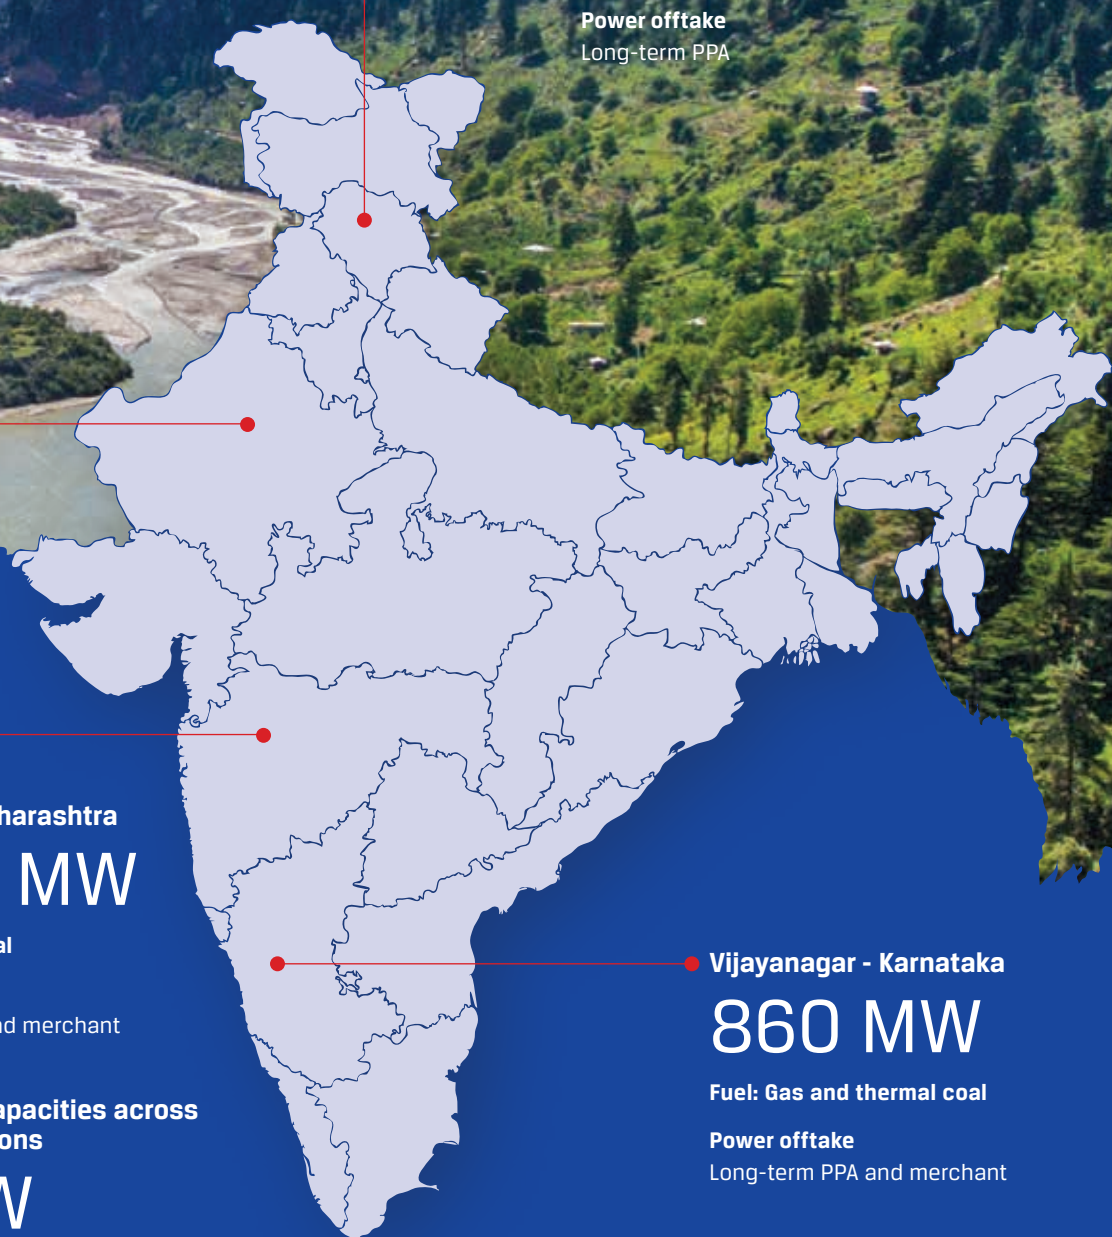 Power offtake
Long-term PPA
harashtra
MW
al
nd merchant
apacities across
ons
W
Vijayanagar - Karnataka
860 MW
Fuel: Gas and thermal coal
Power offtake
Long-term PPA and merchant